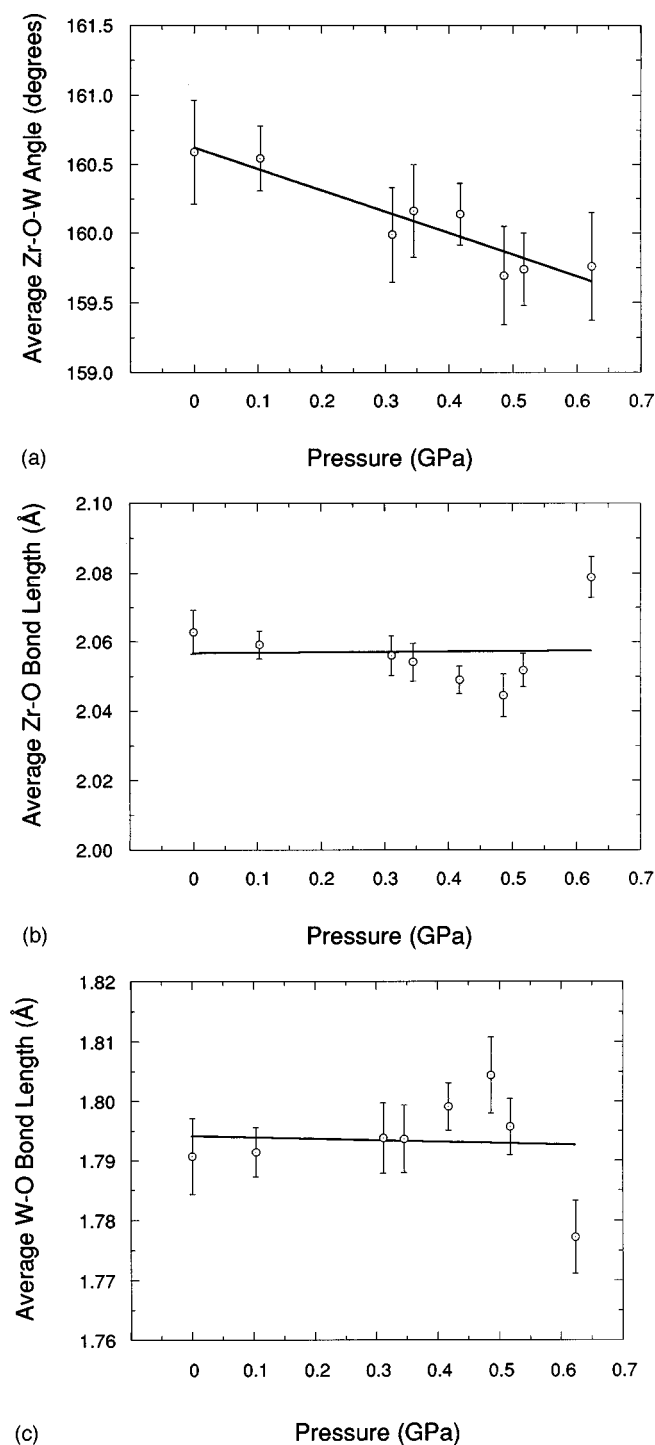 Average Zr-O-W Angle (degrees)
161.5
161.0
160.5
160.0
159.5
159.0
0 0.1 0.2 0.3 0.4 0.5 0.6 0.7
(a) Pressure (GPa)
Average Zr-O Bond Length (Å)
2.10
2.08
2.06
2.04
2.02
2.00
0 0.1 0.2 0.3 0.4 0.5 0.6 0.7
(b) Pressure (GPa)
Average W-O Bond Length (Å)
1.82
1.81
1.80
1.79
1.78
1.77
1.76
0 0.1 0.2 0.3 0.4 0.5 0.6 0.7
(c) Pressure (GPa)